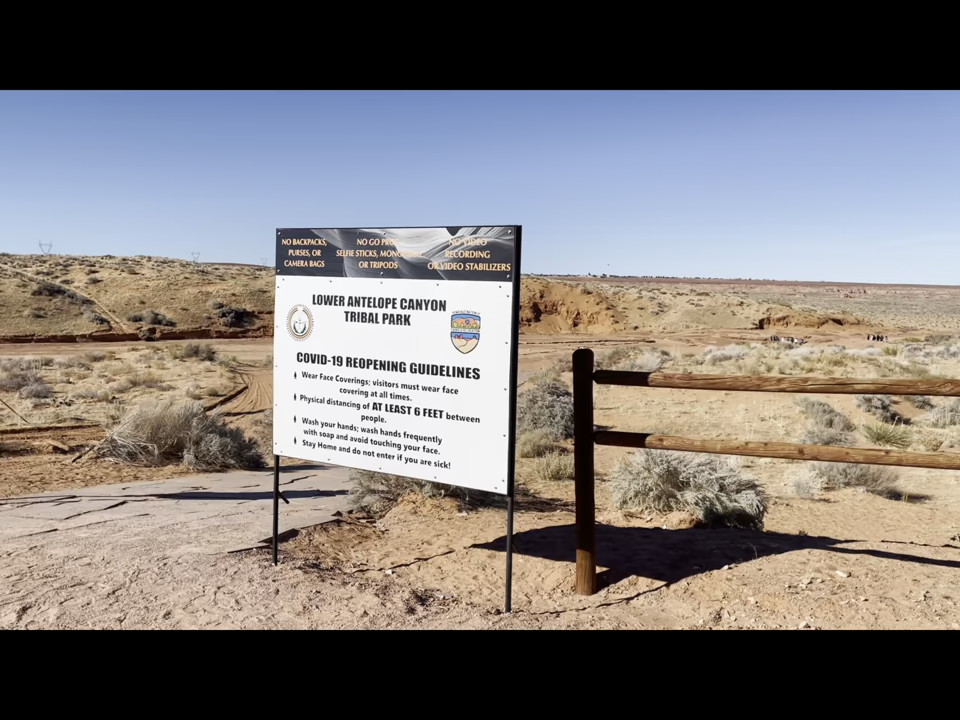 NO BACKPACKS,
PURSES, OR
CAMERA BAGS
NO GO PRO
SELFIE STICKS,
OR TRIPODS
NO VIDEO
RECORDING
OR VIDEO STABILIZERS
LOWER ANTELOPE CANYON
TRIBAL PARK
COVID-19 REOPENING GUIDELINES
Wear Face Coverings; visitors must wear face
covering at all times.
Physical distancing of AT LEAST 6 FEET between
people.
Wash your hands; wash hands frequently
with soap and avoid touching your face.
Stay Home and do not enter if you are sick!